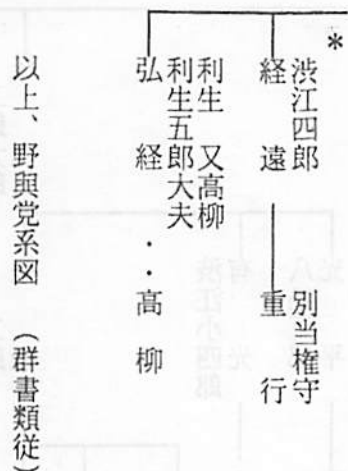 *
渋江四郎 別当権守
経遠 重行
利生 又高柳
利生五郎大夫
弘経・・高柳
以上、野與党系図 (群書類従)